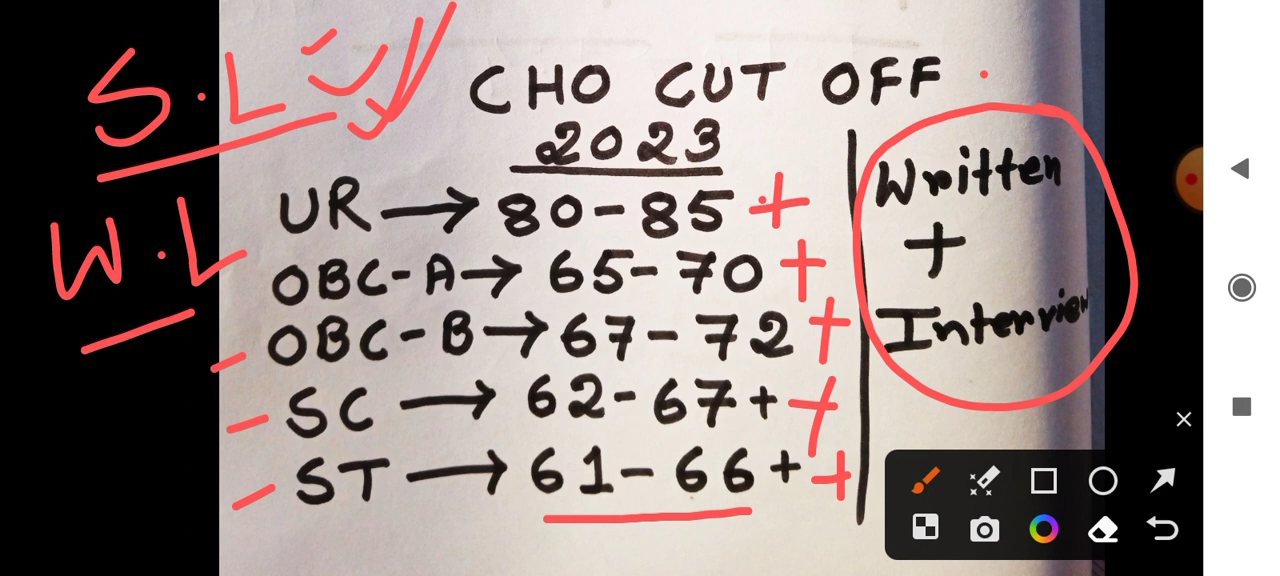 S.L
W.L
CHO CUT OFF
2023
UR → 80-85 +
OBC-A → 65-70 +
OBC-B → 67-72 +
SC → 62-67+ +
ST → 61-66+ +
Written
+
Interview